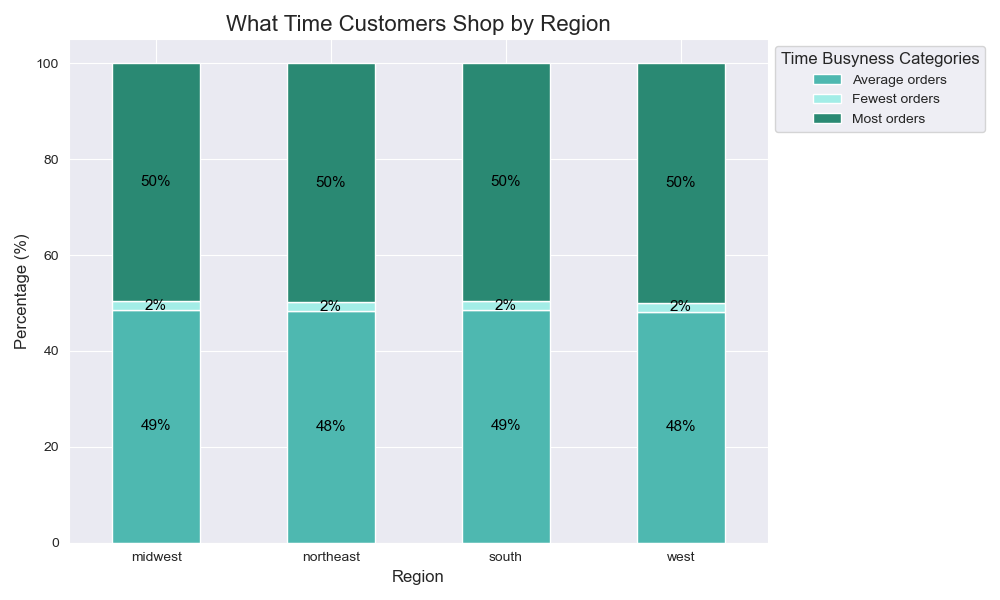 What Time Customers Shop by Region
Time Busyness Categories
Average orders
Fewest orders
Most orders
Percentage (%)
100
80
60
40
20
0
50% 50% 50% 50%
2% 2% 2% 2%
49% 48% 49% 48%
midwest northeast south west
Region